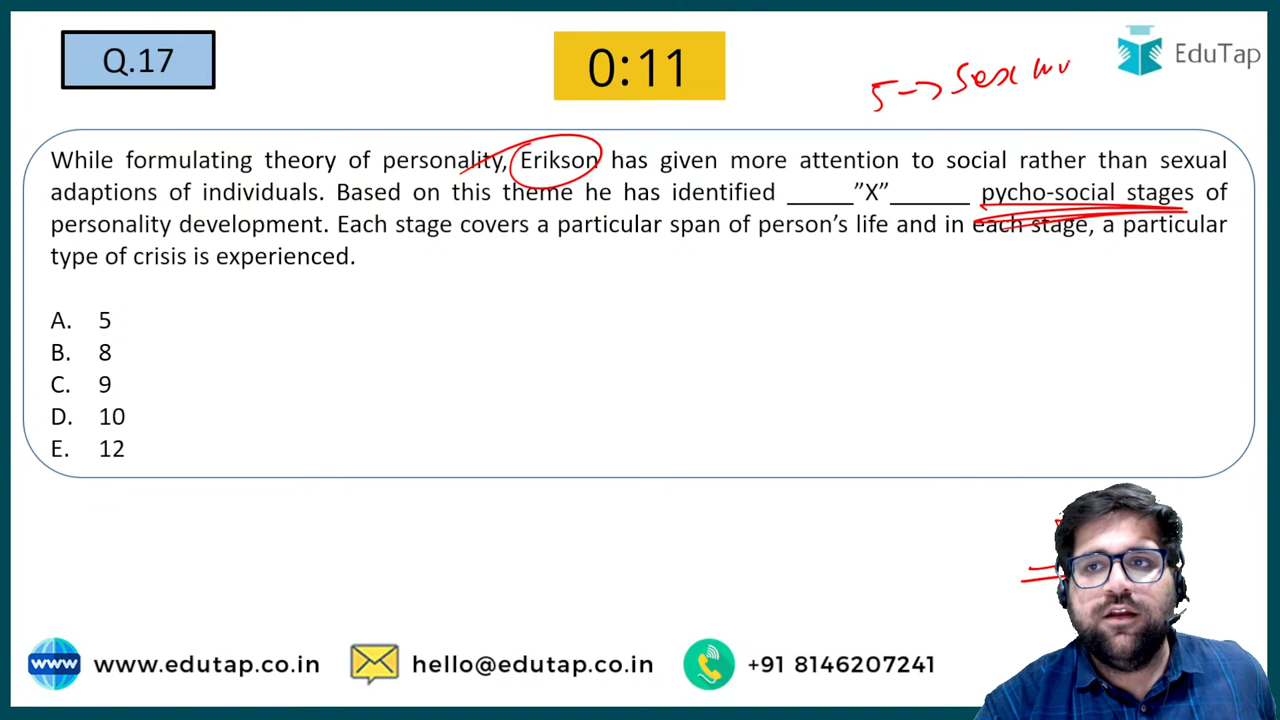 Q.17
0:11
EduTap
5->
While formulating theory of personality, Erikson has given more attention to social rather than sexual
adaptions of individuals. Based on this theme he has identified _____”X”______ pycho-social stages of
personality development. Each stage covers a particular span of person’s life and in each stage, a particular
type of crisis is experienced.
A. 5
B. 8
C. 9
D. 10
E. 12
www
www.edutap.co.in
hello@edutap.co.in
+91 8146207241